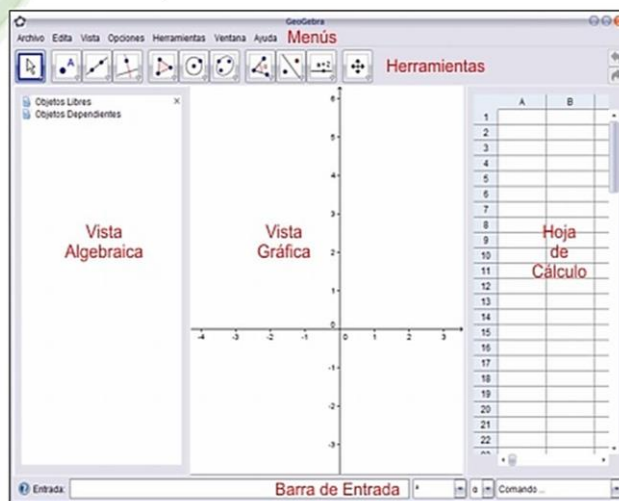 GeoGebra
Archivo Edita Vista Opciones Herramientas Ventana Ayuda Menús
a=2
Herramientas
Objetos Libres
Objetos Dependientes
Vista
Algebraica
Vista
Gráfica
6
5
4
3
2
1
0
-4 -3 -2 -1 0 1 2 3
-1
-2
-3
A B
1
2
3
4
5
6
7
8
9
10
11
12
13
14
15
16
17
18
19
20
21
22
Hoja
de
Cálculo
Entrada: Barra de Entrada α Comando ...